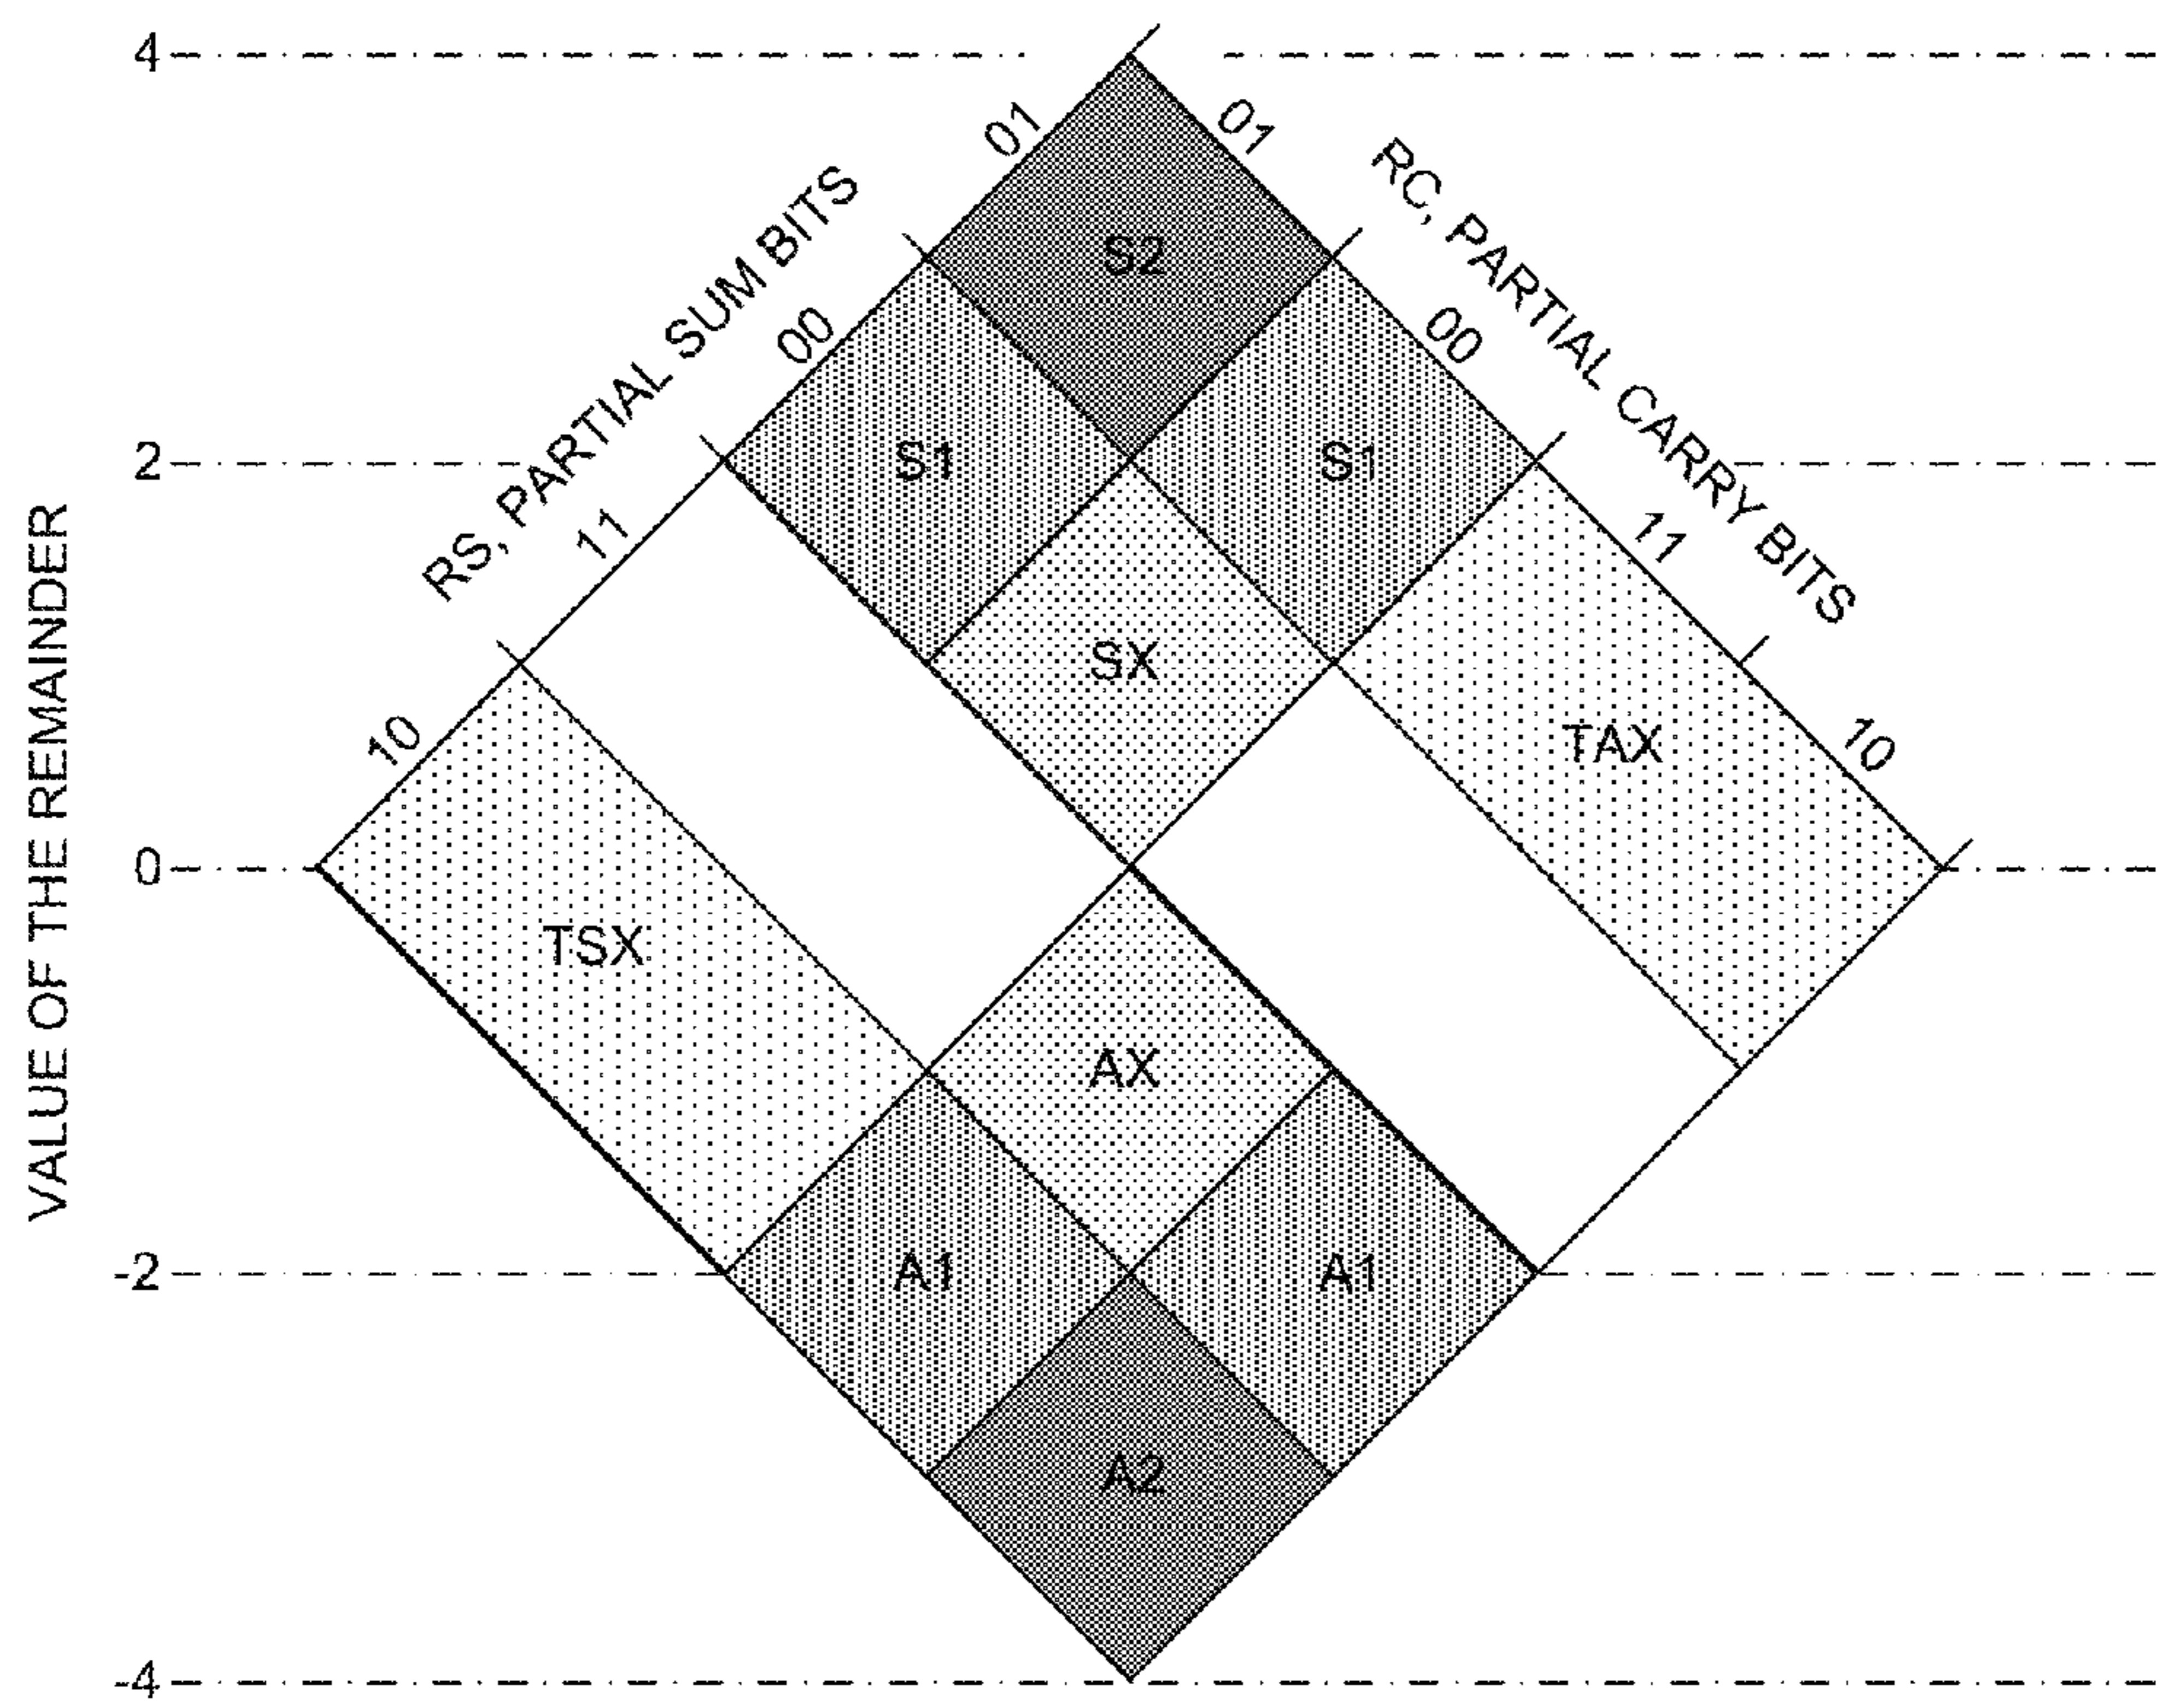 4
01
01
RS, PARTIAL SUM BITS
RC, PARTIAL CARRY BITS
S2
00
00
2
S1
S1
11
11
VALUE OF THE REMAINDER
SX
10
TAX
10
0
TSX
AX
-2
A1
A1
A2
-4